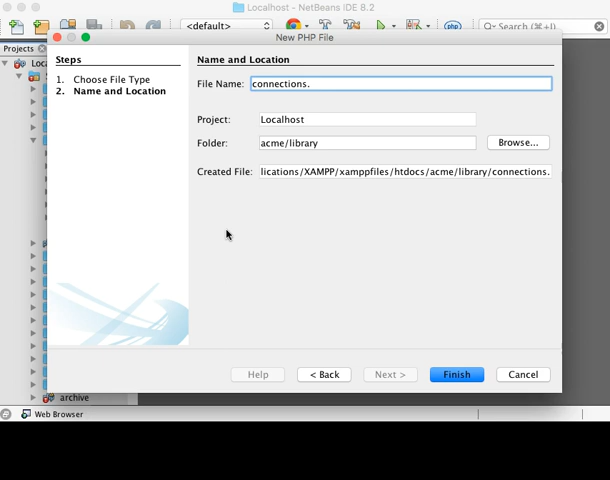 Localhost - NetBeans IDE 8.2
<default>
php
Search (⌘+I)
New PHP File
Projects
Steps
1. Choose File Type
2. Name and Location
Name and Location
File Name: connections.
Project: Localhost
Folder: acme/library Browse...
Created File: lications/XAMPP/xamppfiles/htdocs/acme/library/connections.
Help < Back Next > Finish Cancel
archive
Web Browser